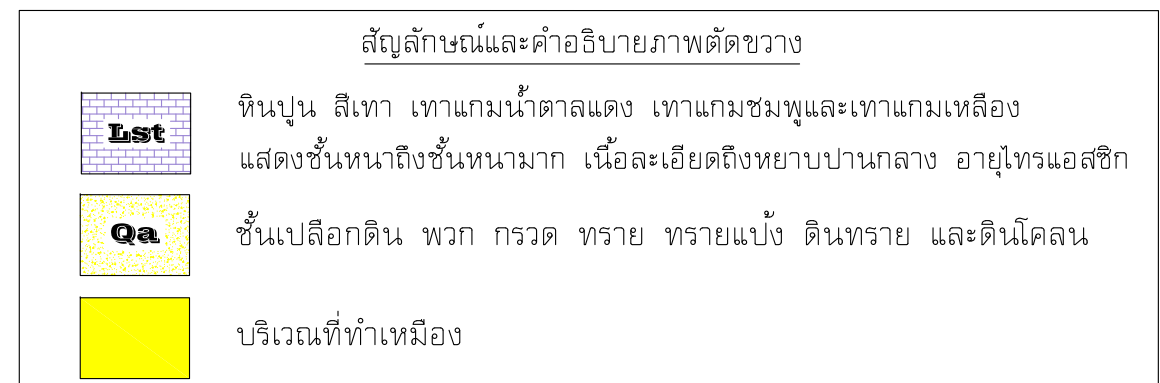 สัญลักษณ์และคำอธิบายภาพตัดขวาง
หินปูน สีเทา เทาแกมน้ำตาลแดง เทาแกมชมพูและเทาแกมเหลือง
Lst
แสดงชั้นหนาถึงชั้นหนามาก เนื้อละเอียดถึงหยาบปานกลาง อายุไทรแอสซิก
Qa ชั้นเปลือกดิน พวก กรวด ทราย ทรายแป้ง ดินทราย และดินโคลน
บริเวณที่ทำเหมือง